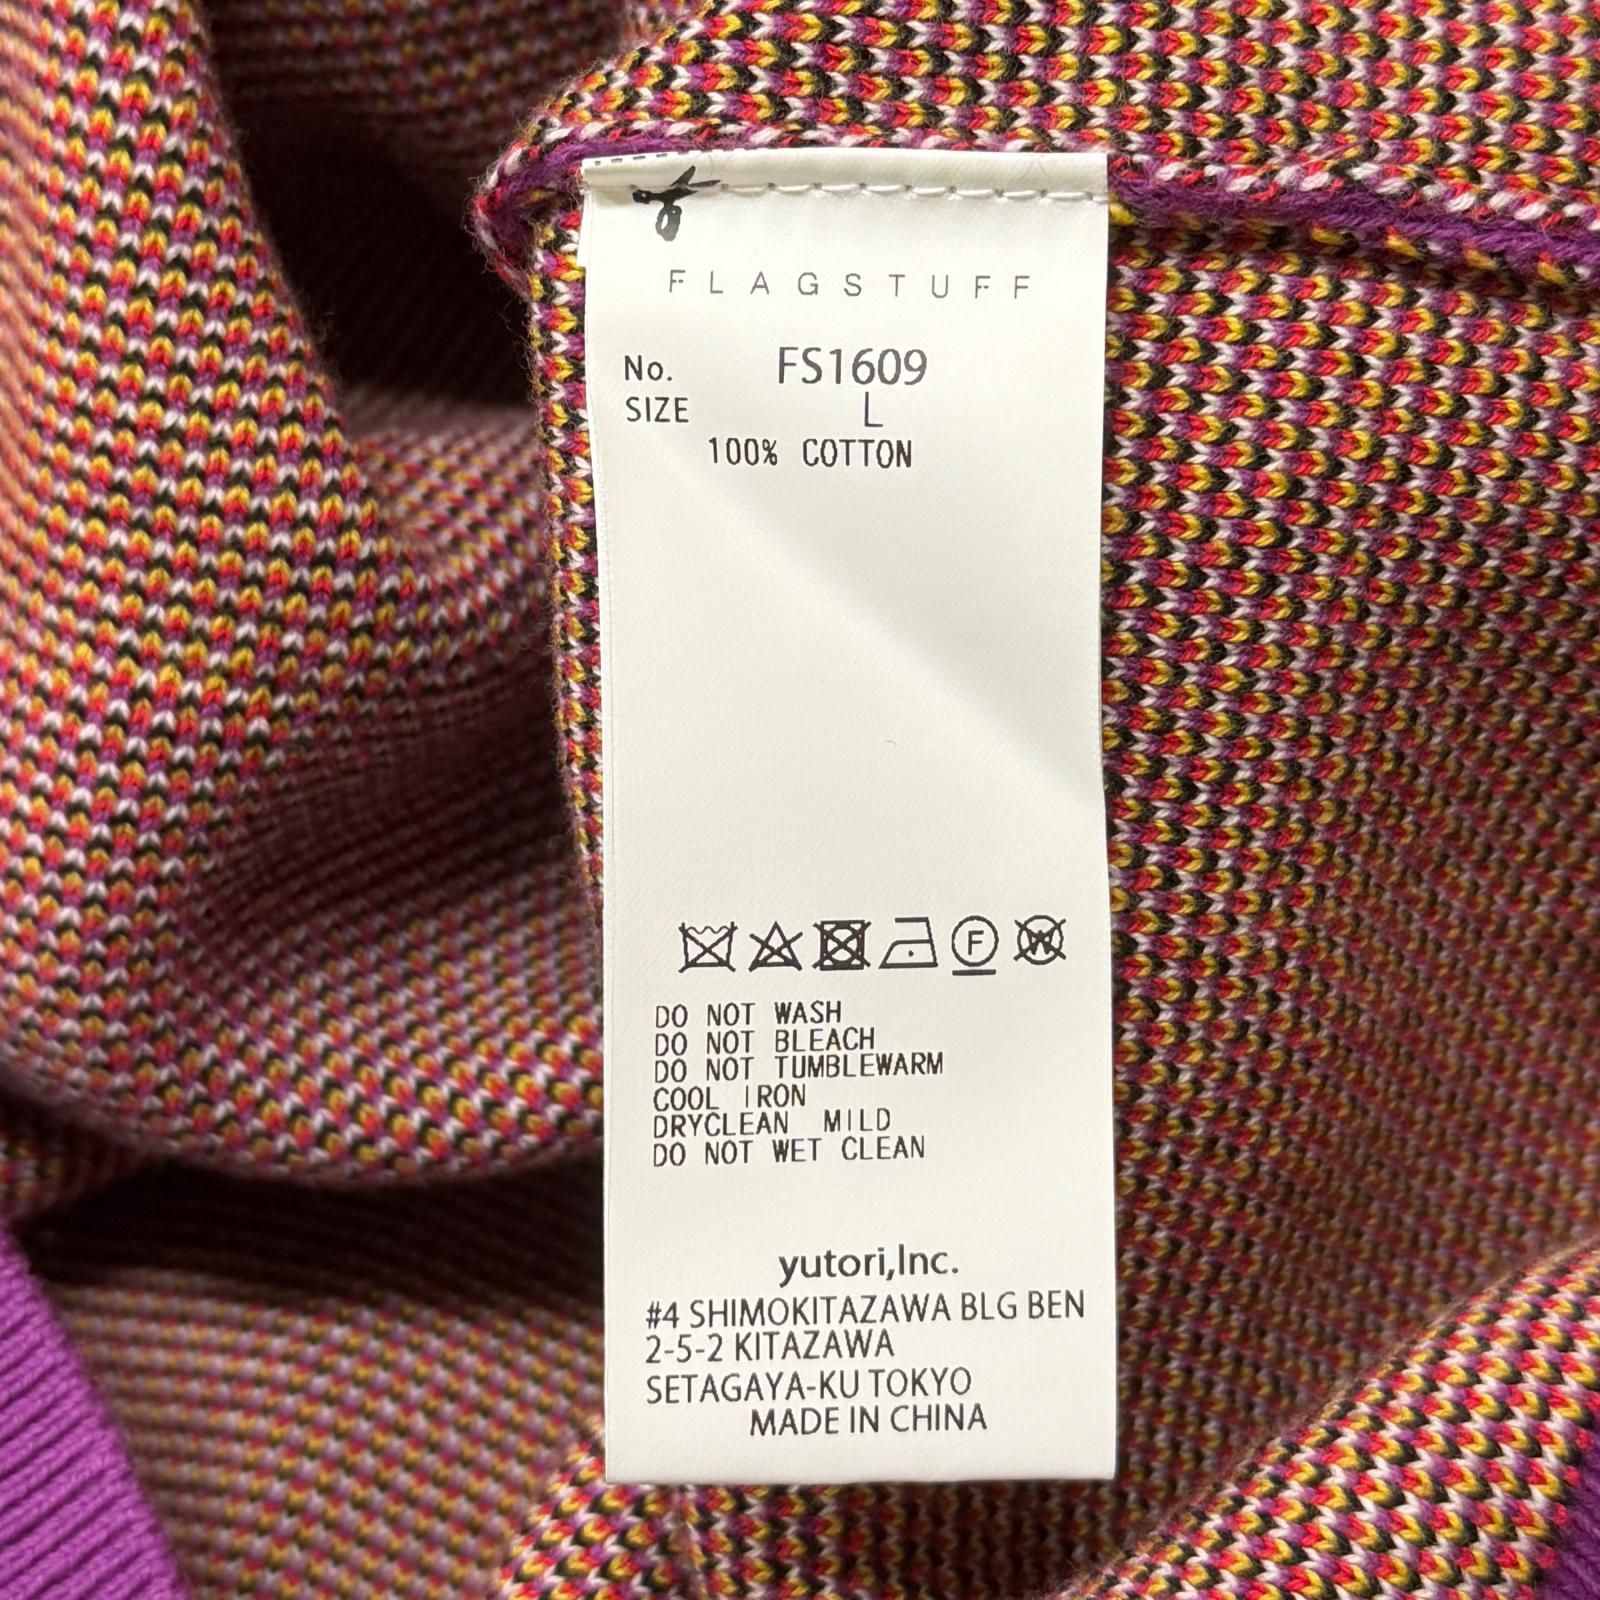 FLAGSTUFF
No. FS1609
SIZE L
100% COTTON
F W
DO NOT WASH
DO NOT BLEACH
DO NOT TUMBLEWARM
COOL IRON
DRYCLEAN MILD
DO NOT WET CLEAN
yutori,Inc.
#4 SHIMOKITAZAWA BLG BEN
2-5-2 KITAZAWA
SETAGAYA-KU TOKYO
MADE IN CHINA